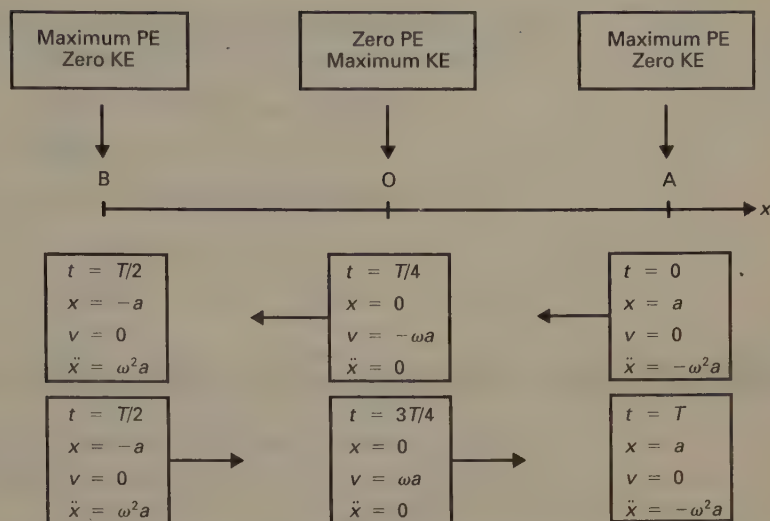 Maximum PE
Zero KE
Zero PE
Maximum KE
Maximum PE
Zero KE
B
O
A
x
t = T/2
x = −a
v = 0
ẍ = ω²a
t = T/4
x = 0
v = −ωa
ẍ = 0
t = 0
x = a
v = 0
ẍ = −ω²a
t = T/2
x = −a
v = 0
ẍ = ω²a
t = 3T/4
x = 0
v = ωa
ẍ = 0
t = T
x = a
v = 0
ẍ = −ω²a